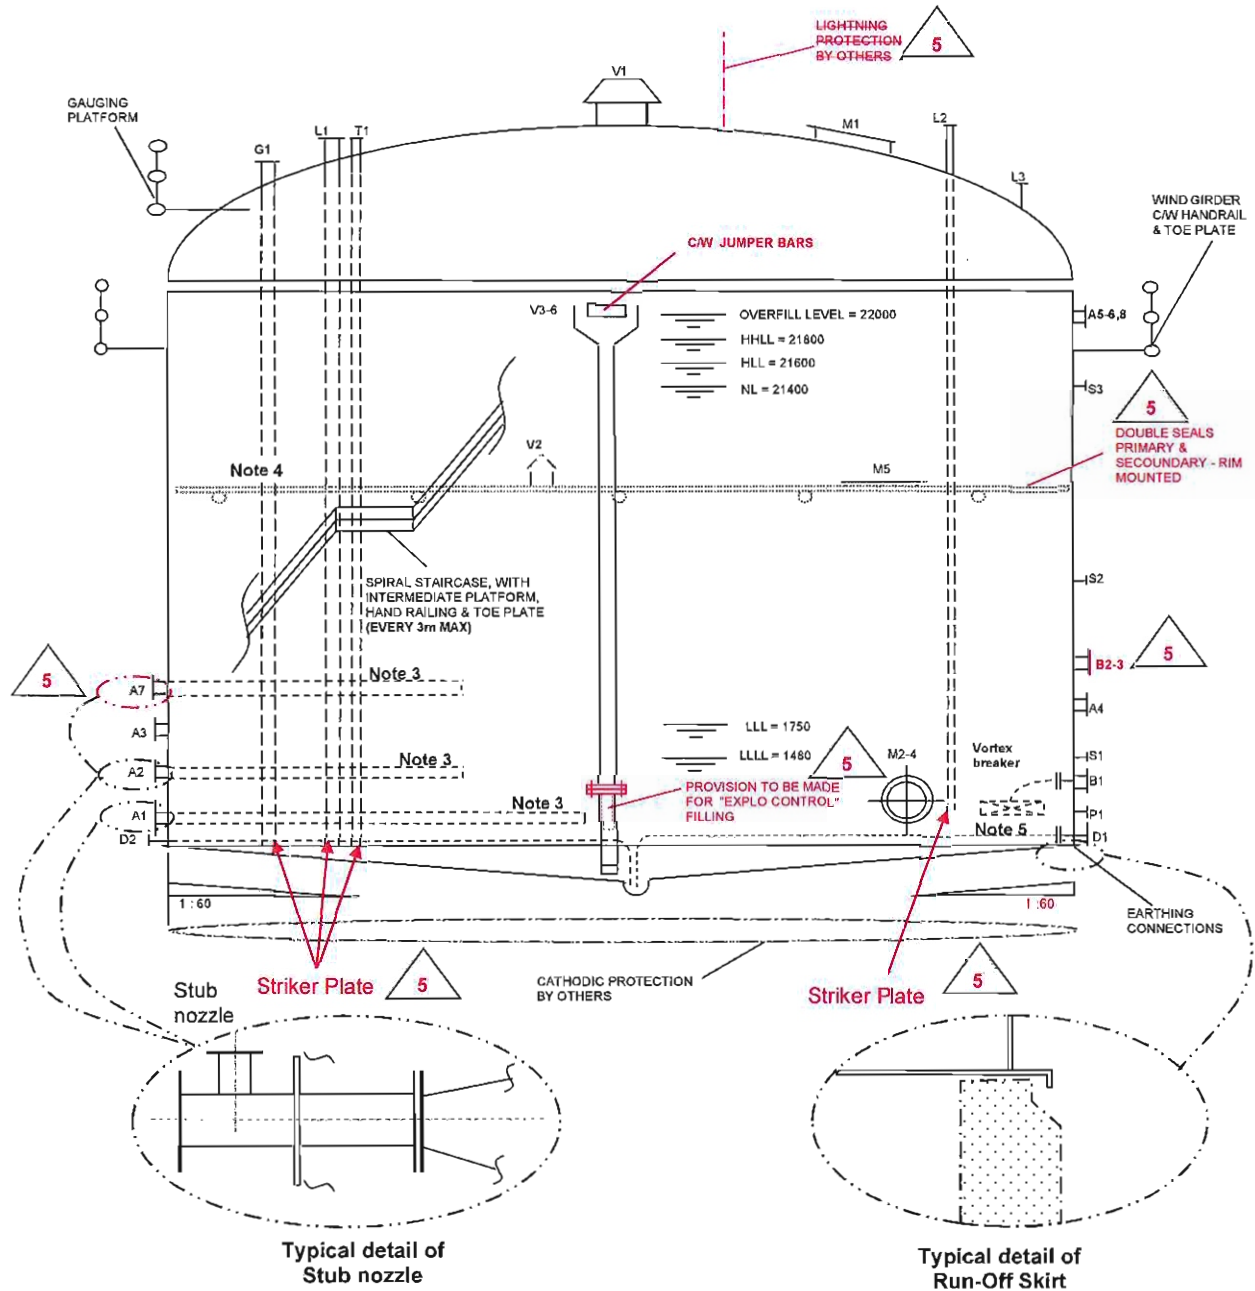 LIGHTNING
PROTECTION
BY OTHERS
5
V1
GAUGING
PLATFORM
G1
L1
T1
M1
L2
L3
WIND GIRDER
C/W HANDRAIL
& TOE PLATE
C/W JUMPER BARS
V3-6
OVERFILL LEVEL = 22000
HHLL = 21800
HLL = 21600
NL = 21400
A5-6,8
S3
5
DOUBLE SEALS
PRIMARY &
SECOUNDARY - RIM
MOUNTED
Note 4
V2
M5
SPIRAL STAIRCASE, WITH
INTERMEDIATE PLATFORM,
HAND RAILING & TOE PLATE
(EVERY 3m MAX)
S2
5
B2-3
5
A7
Note 3
A3
A4
LLL = 1750
LLLL = 1460
5
M2-4
Vortex
breaker
S1
B1
A2
Note 3
PROVISION TO BE MADE
FOR "EXPLO CONTROL"
FILLING
A1
Note 3
P1
Note 5
D2
D1
1 :60
1 :60
EARTHING
CONNECTIONS
Striker Plate
5
CATHODIC PROTECTION
BY OTHERS
Striker Plate
5
Stub
nozzle
Typical detail of
Stub nozzle
Typical detail of
Run-Off Skirt